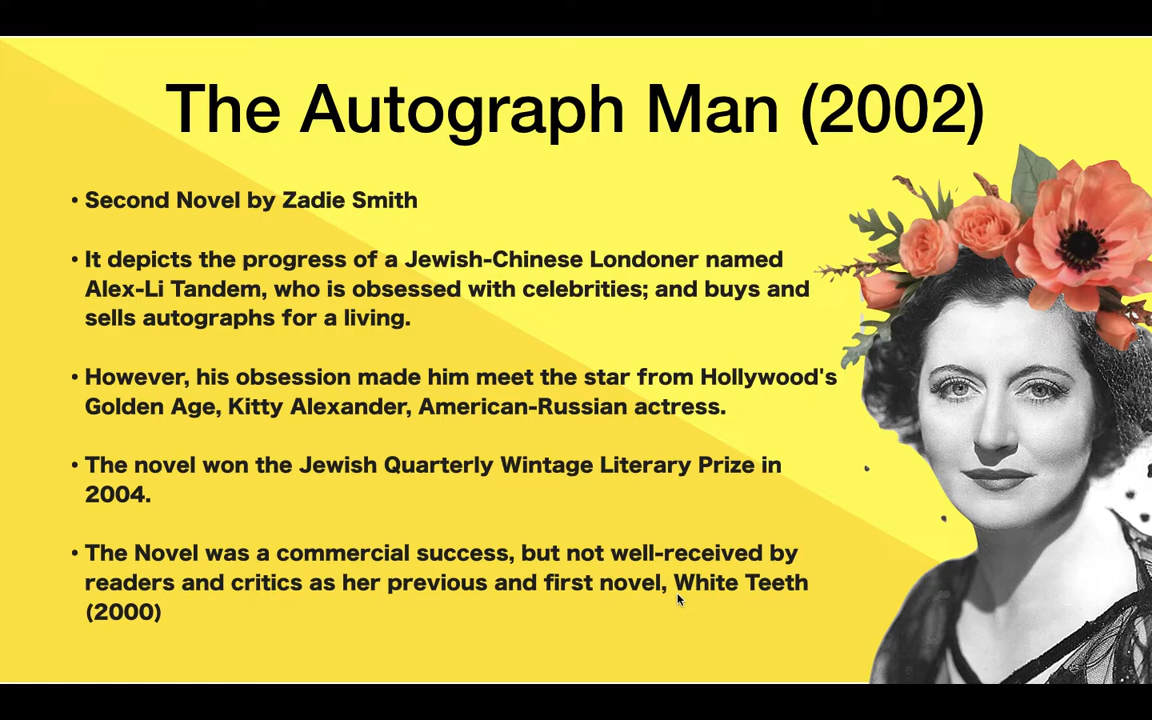 The Autograph Man (2002)
• Second Novel by Zadie Smith
• It depicts the progress of a Jewish-Chinese Londoner named
Alex-Li Tandem, who is obsessed with celebrities; and buys and
sells autographs for a living.
• However, his obsession made him meet the star from Hollywood's
Golden Age, Kitty Alexander, American-Russian actress.
• The novel won the Jewish Quarterly Wintage Literary Prize in
2004.
• The Novel was a commercial success, but not well-received by
readers and critics as her previous and first novel, White Teeth
(2000)